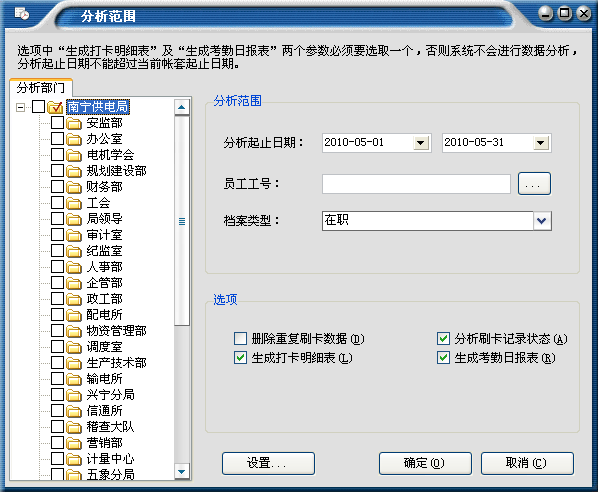 分析范围
选项中“生成打卡明细表”及“生成考勤日报表”两个参数必须要选取一个，否则系统不会进行数据分析，
分析起止日期不能超过当前帐套起止日期。
分析部门
南宁供电局
安监部
办公室
电机学会
规划建设部
财务部
工会
局领导
审计室
纪监室
人事部
企管部
政工部
配电所
物资管理部
调度室
生产技术部
输电所
兴宁分局
信通所
稽查大队
营销部
计量中心
五象分局
分析范围
分析起止日期： 2010-05-01 2010-05-31
员工工号： ...
档案类型： 在职
选项
删除重复刷卡数据(D) 分析刷卡记录状态(A)
生成打卡明细表(L) 生成考勤日报表(R)
设置... 确定(O) 取消(C)